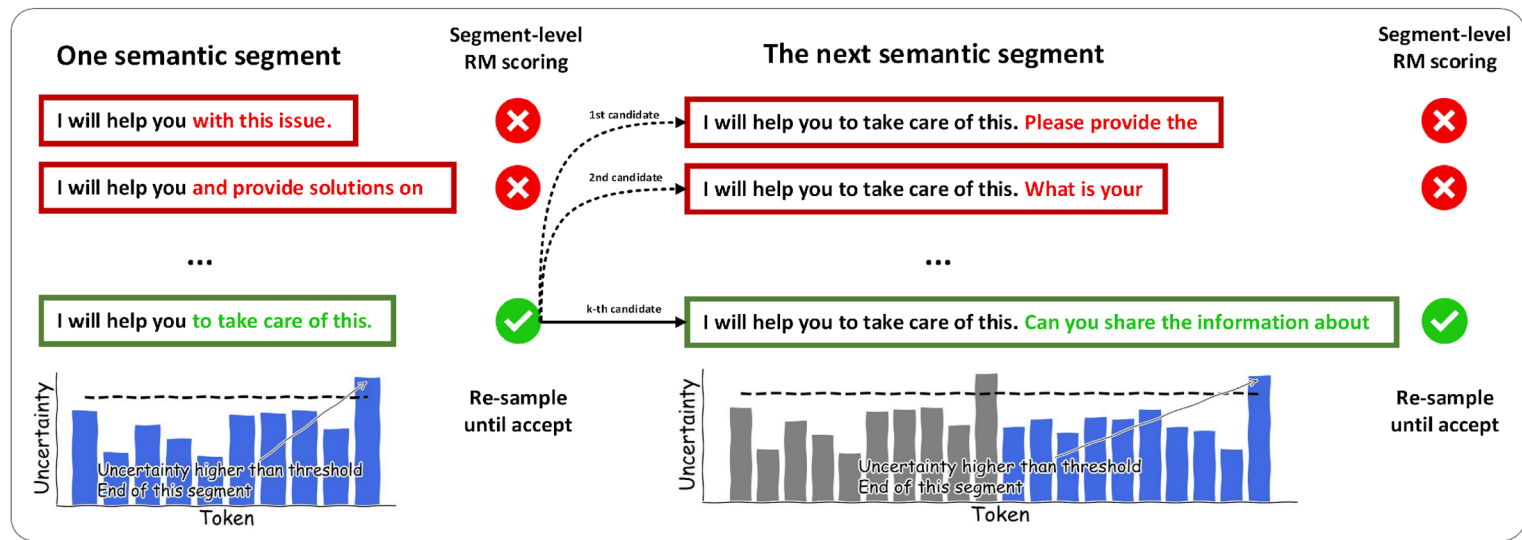 One semantic segment
Segment-level
RM scoring
I will help you with this issue.
I will help you and provide solutions on
...
I will help you to take care of this.
Uncertainty
Uncertainty higher than threshold
End of this segment
Token
Re-sample
until accept
1st candidate
2nd candidate
k-th candidate
The next semantic segment
Segment-level
RM scoring
I will help you to take care of this. Please provide the
I will help you to take care of this. What is your
...
I will help you to take care of this. Can you share the information about
Uncertainty
Uncertainty higher than threshold
End of this segment
Token
Re-sample
until accept